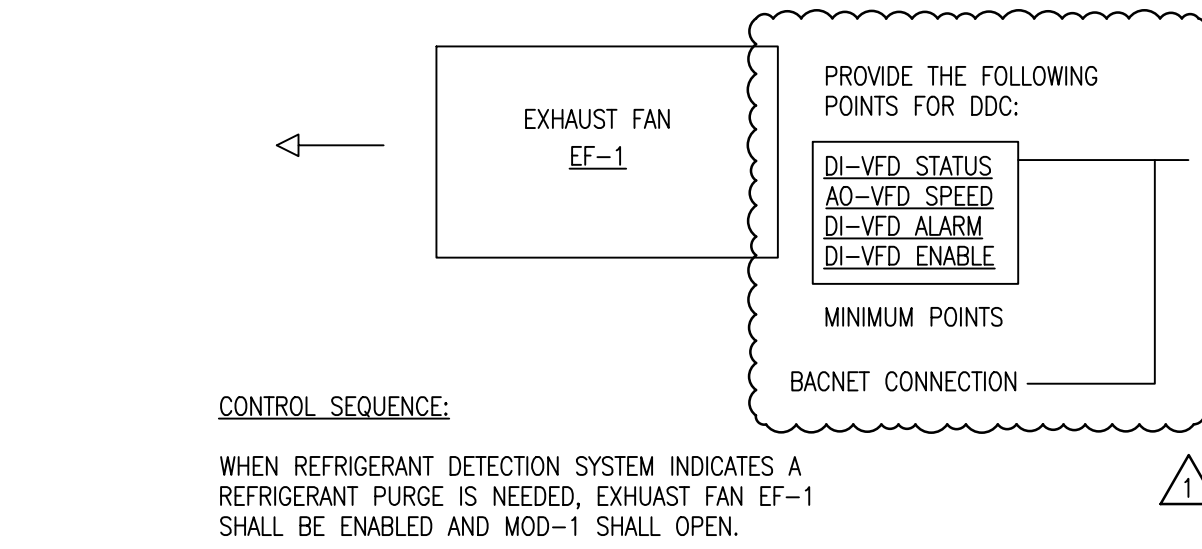 EXHAUST FAN
EF-1
PROVIDE THE FOLLOWING
POINTS FOR DDC:
DI-VFD STATUS
AO-VFD SPEED
DI-VFD ALARM
DI-VFD ENABLE
MINIMUM POINTS
BACNET CONNECTION
CONTROL SEQUENCE:
WHEN REFRIGERANT DETECTION SYSTEM INDICATES A
REFRIGERANT PURGE IS NEEDED, EXHUAST FAN EF-1
SHALL BE ENABLED AND MOD-1 SHALL OPEN.
1